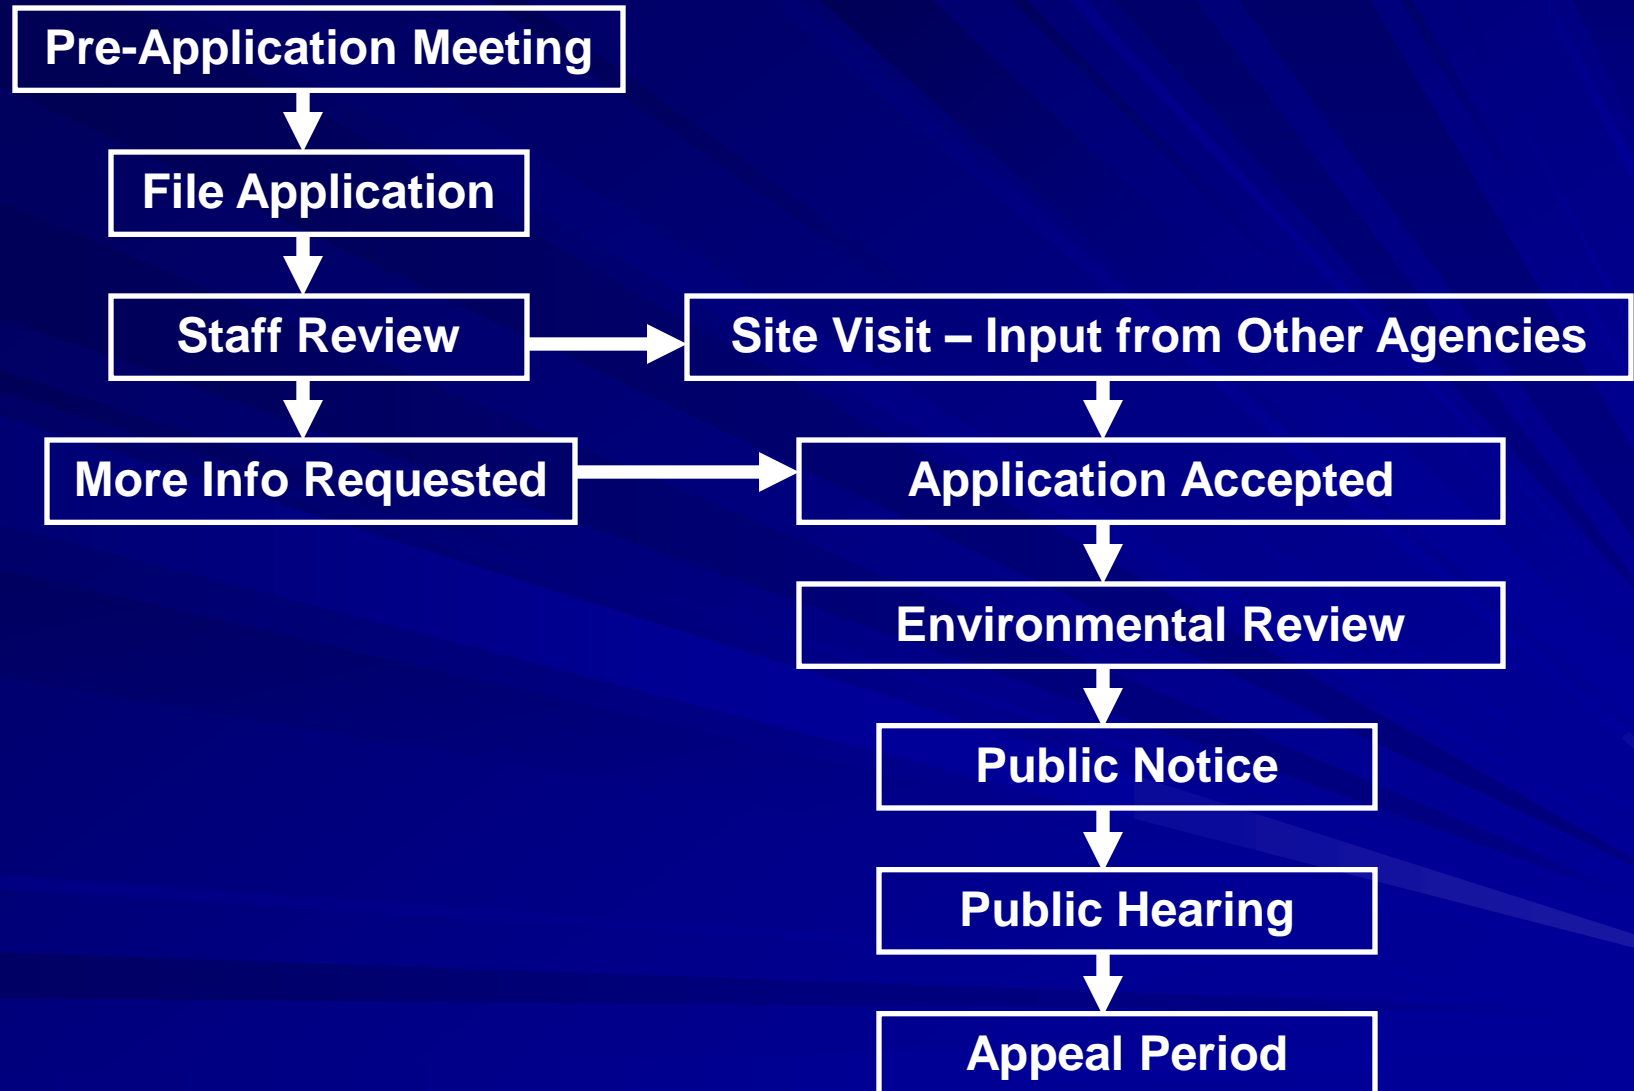 Pre-Application Meeting
File Application
Staff Review
Site Visit – Input from Other Agencies
More Info Requested
Application Accepted
Environmental Review
Public Notice
Public Hearing
Appeal Period